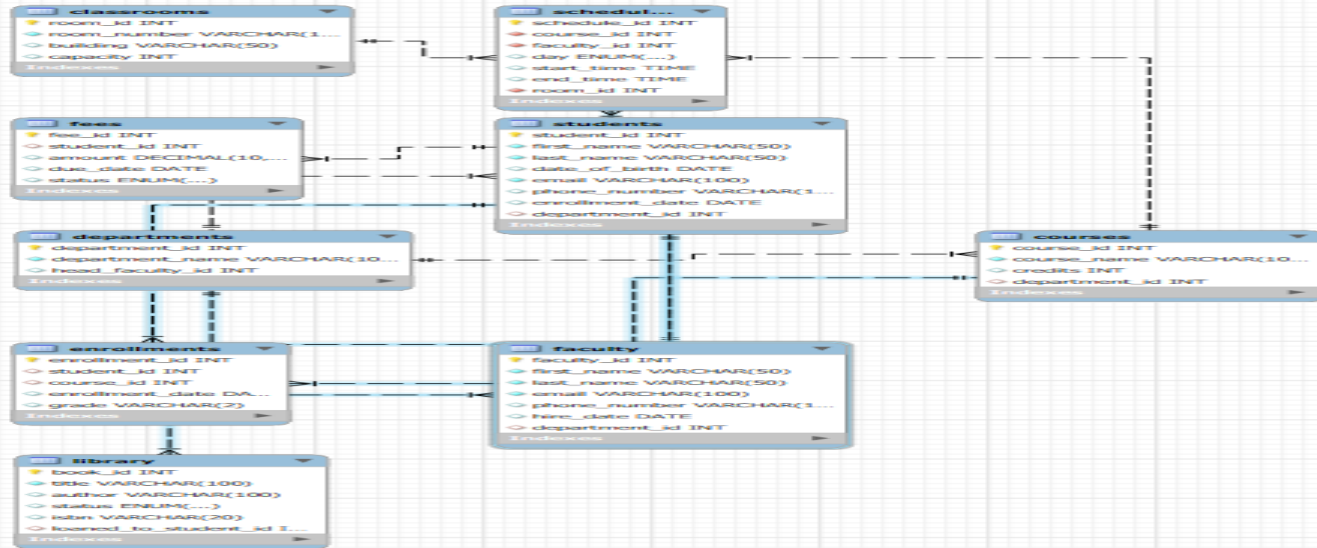 classrooms
room_id INT
room_number VARCHAR(1...
building VARCHAR(50)
capacity INT
Indexes
schedul...
schedule_id INT
course_id INT
faculty_id INT
day ENUM(...)
start_time TIME
end_time TIME
room_id INT
Indexes
fees
fee_id INT
student_id INT
amount DECIMAL(10,...
due_date DATE
status ENUM(...)
Indexes
students
student_id INT
first_name VARCHAR(50)
last_name VARCHAR(50)
date_of_birth DATE
email VARCHAR(100)
phone_number VARCHAR(1...
enrollment_date DATE
department_id INT
Indexes
departments
department_id INT
department_name VARCHAR(10...
head_faculty_id INT
Indexes
courses
course_id INT
course_name VARCHAR(10...
credits INT
department_id INT
Indexes
enrollments
enrollment_id INT
student_id INT
course_id INT
enrollment_date DA...
grade VARCHAR(2)
Indexes
faculty
faculty_id INT
first_name VARCHAR(50)
last_name VARCHAR(50)
email VARCHAR(100)
phone_number VARCHAR(1...
hire_date DATE
department_id INT
Indexes
library
book_id INT
title VARCHAR(100)
author VARCHAR(100)
status ENUM(...)
isbn VARCHAR(20)
loaned_to_student_id I...
Indexes